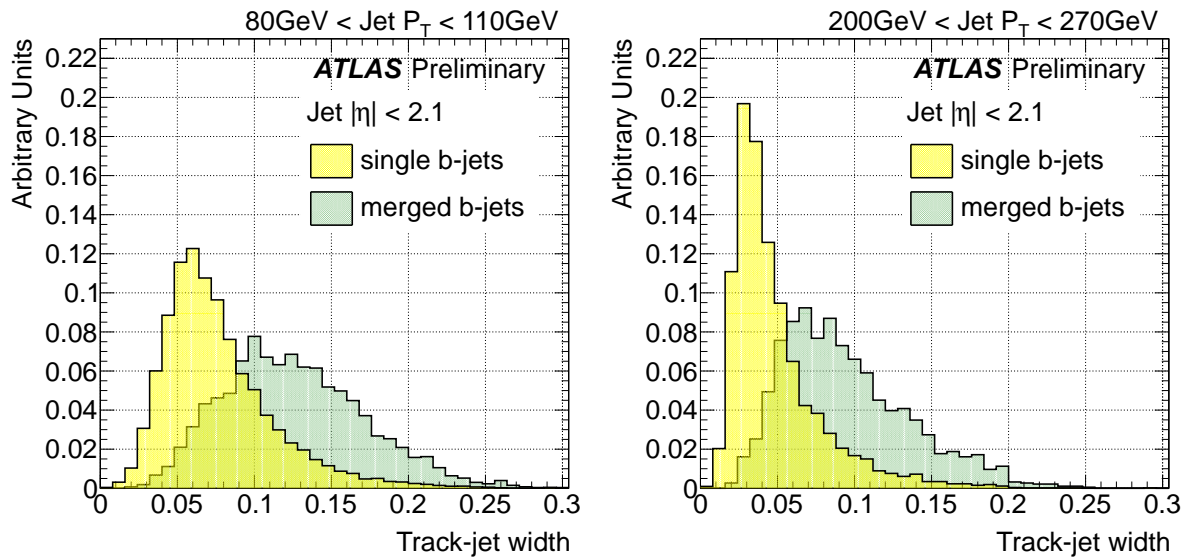 80GeV < Jet P_T < 110GeV
Arbitrary Units
0.22
0.2
0.18
0.16
0.14
0.12
0.1
0.08
0.06
0.04
0.02
0
ATLAS Preliminary
Jet |η| < 2.1
single b-jets
merged b-jets
0 0.05 0.1 0.15 0.2 0.25 0.3
Track-jet width
200GeV < Jet P_T < 270GeV
Arbitrary Units
0.22
0.2
0.18
0.16
0.14
0.12
0.1
0.08
0.06
0.04
0.02
0
ATLAS Preliminary
Jet |η| < 2.1
single b-jets
merged b-jets
0 0.05 0.1 0.15 0.2 0.25 0.3
Track-jet width